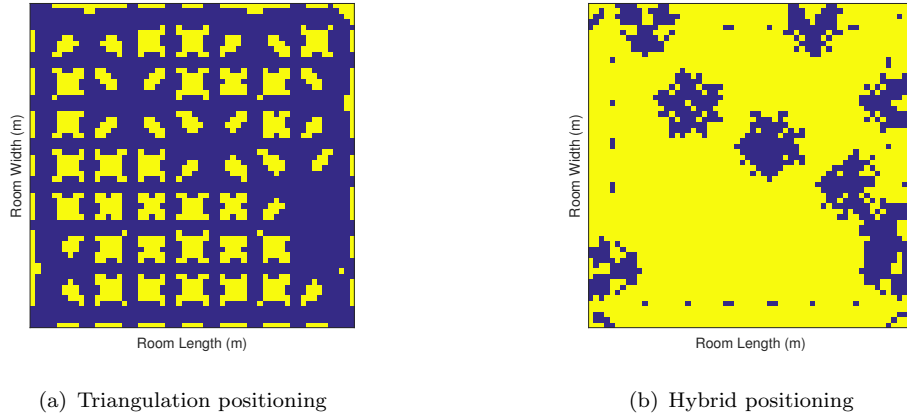 Room Width (m)
Room Length (m)
(a) Triangulation positioning
Room Width (m)
Room Length (m)
(b) Hybrid positioning